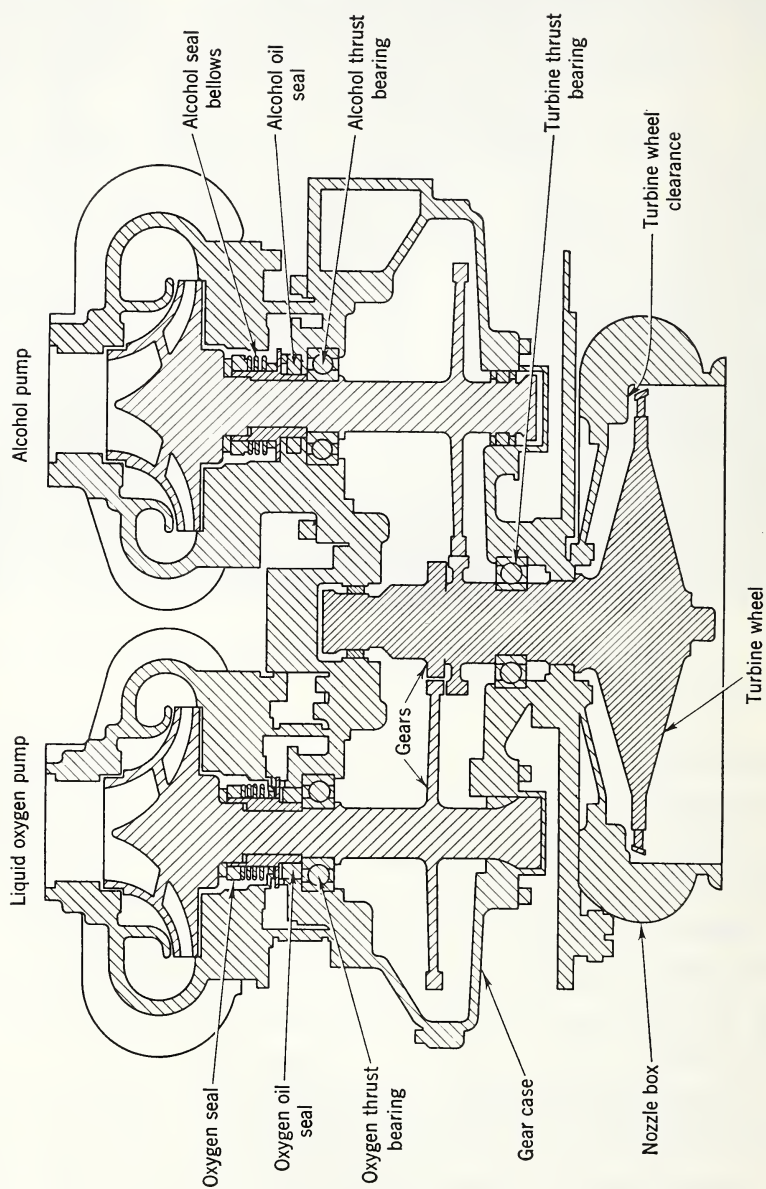 Liquid oxygen pump
Alcohol pump
Alcohol seal
bellows
Alcohol oil
seal
Alcohol thrust
bearing
Turbine thrust
bearing
Turbine wheel
clearance
Oxygen seal
Oxygen oil
seal
Oxygen thrust
bearing
Gears
Gear case
Nozzle box
Turbine wheel